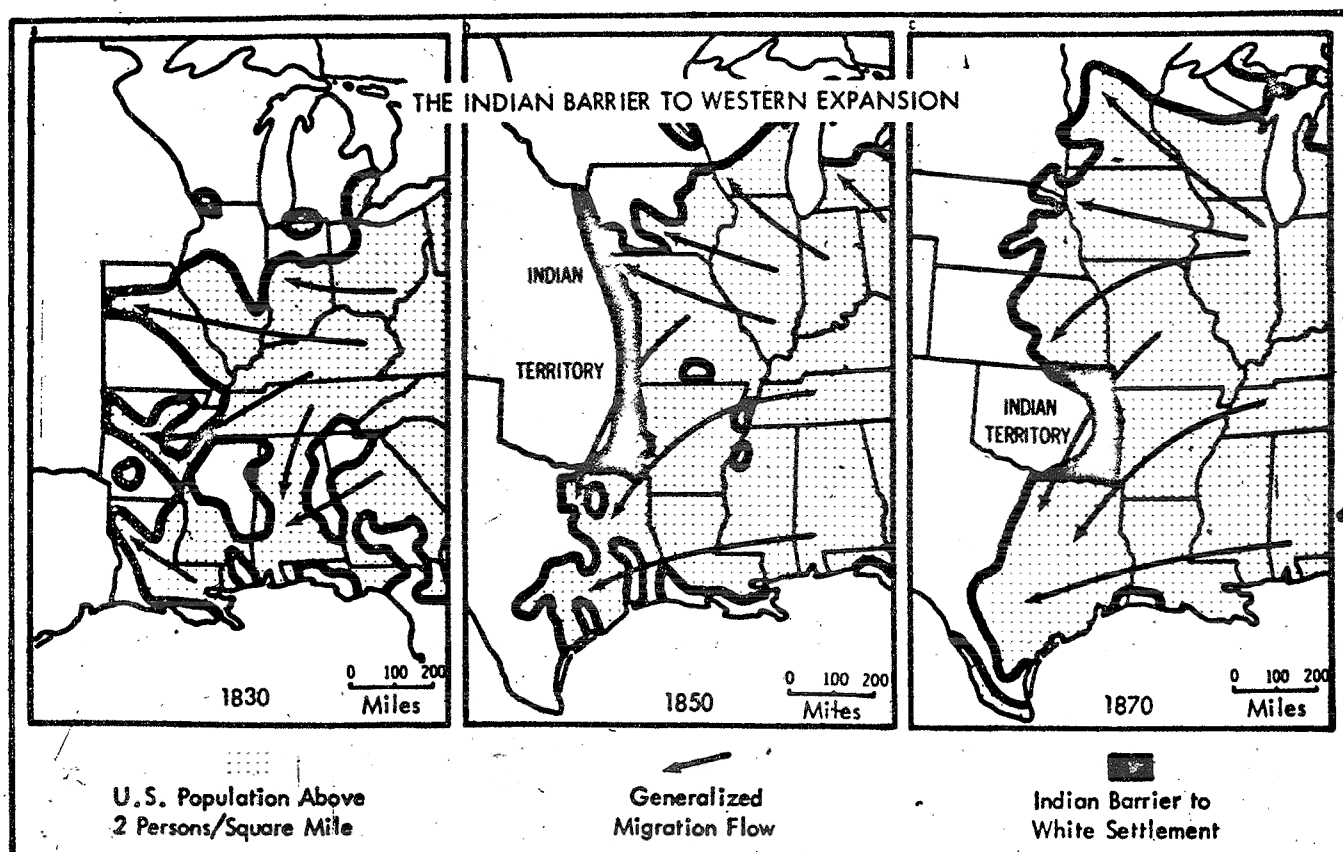 THE INDIAN BARRIER TO WESTERN EXPANSION
0 100 200
Miles
1830
INDIAN
TERRITORY
0 100 200
Miles
1850
c
INDIAN
TERRITORY
0 100 200
Miles
1870
U.S. Population Above
2 Persons/Square Mile
Generalized
Migration Flow
Indian Barrier to
White Settlement